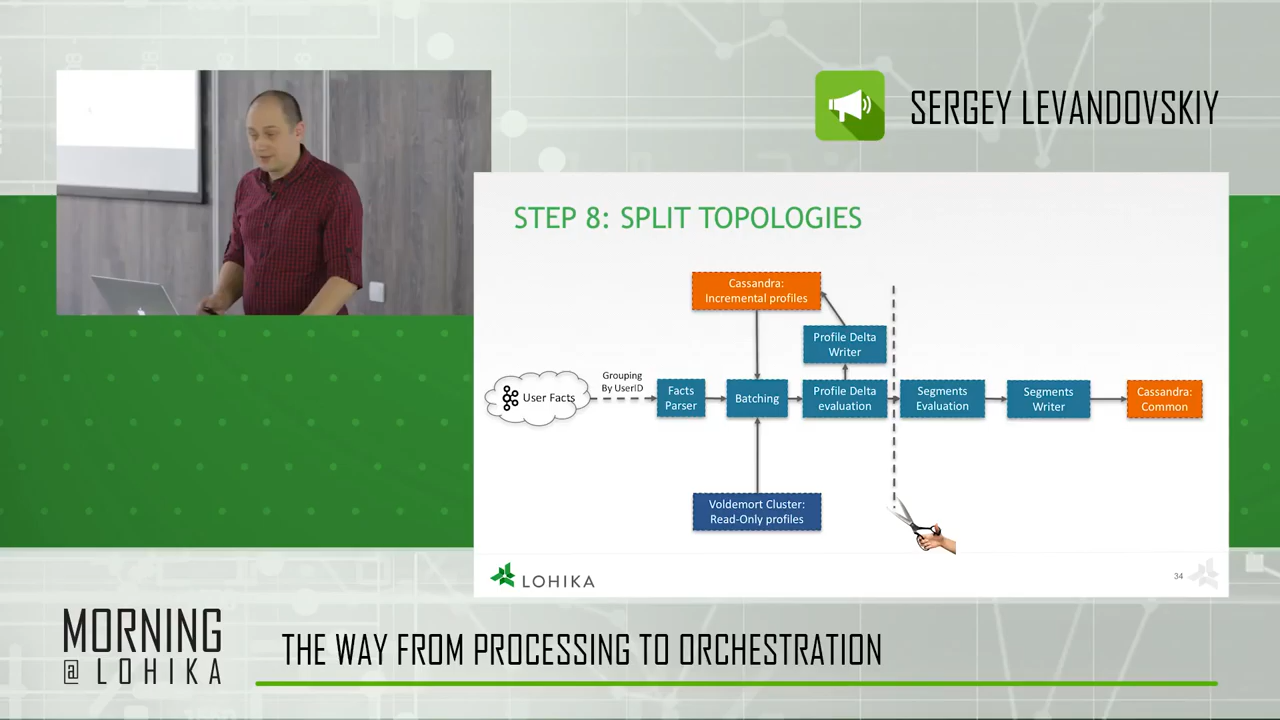 SERGEY LEVANDOVSKIY
STEP 8: SPLIT TOPOLOGIES
Cassandra:
Incremental profiles
Profile Delta
Writer
Grouping
By UserID
User Facts
Facts
Parser
Batching
Profile Delta
evaluation
Segments
Evaluation
Segments
Writer
Cassandra:
Common
Voldemort Cluster:
Read-Only profiles
LOHIKA
34
MORNING
@ LOHIKA
THE WAY FROM PROCESSING TO ORCHESTRATION